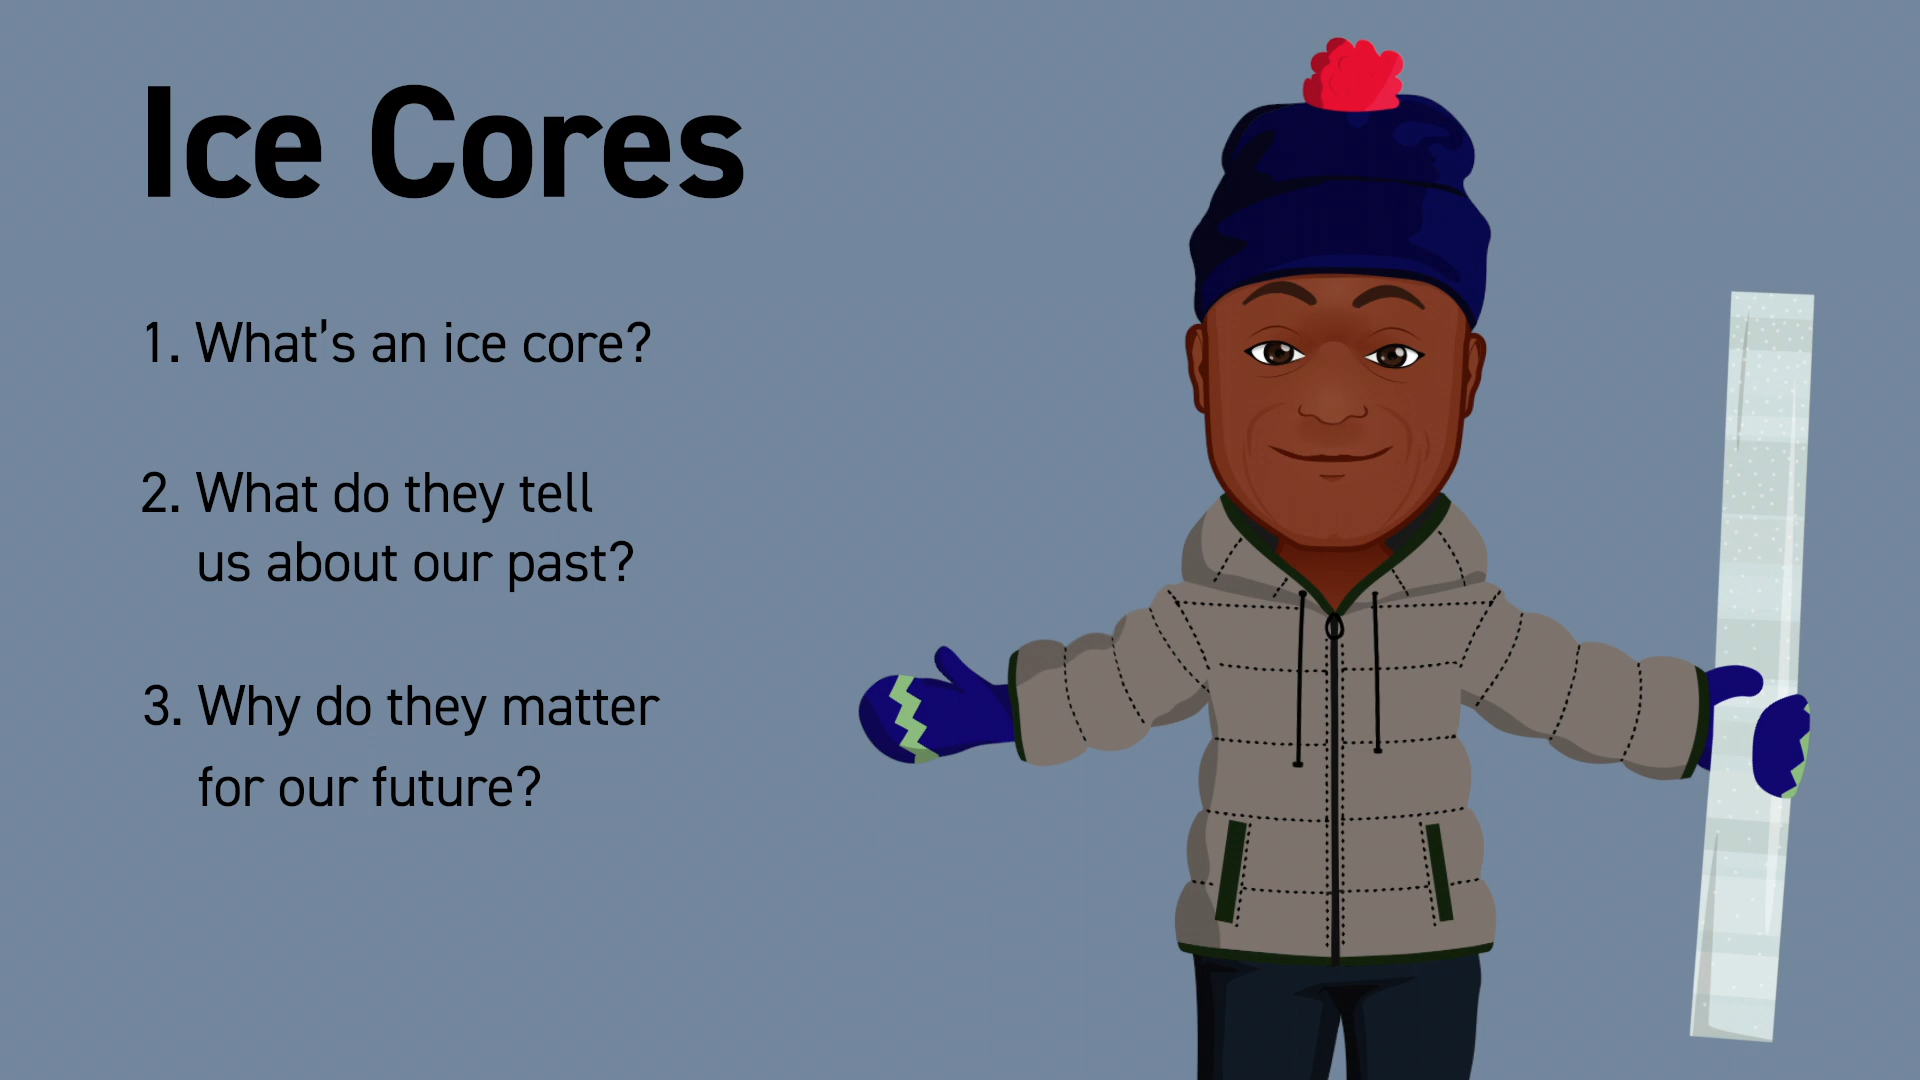 Ice Cores
1. What’s an ice core?
2. What do they tell
us about our past?
3. Why do they matter
for our future?